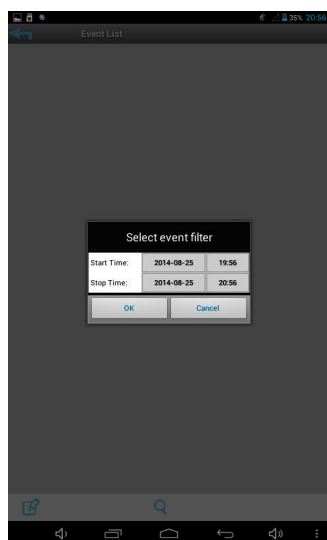 35% 20:56
Event List
Select event filter
Start Time: 2014-08-25 19:56
Stop Time: 2014-08-25 20:56
OK Cancel